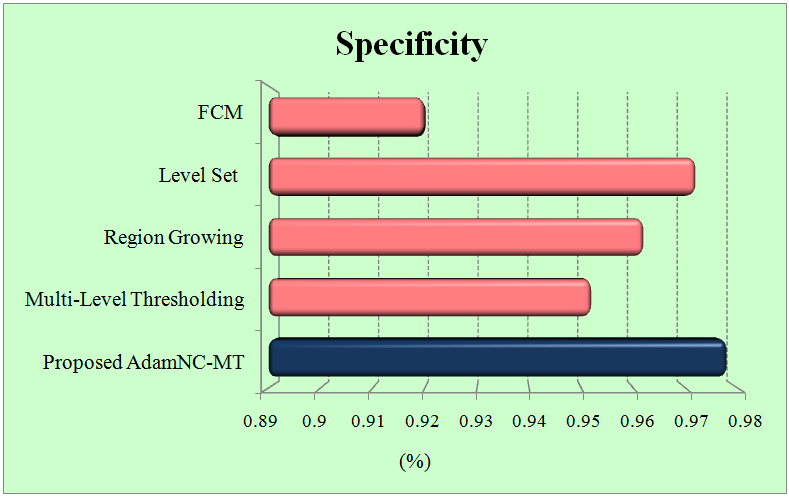 Specificity
FCM
Level Set
Region Growing
Multi-Level Thresholding
Proposed AdamNC-MT
0.89 0.9 0.91 0.92 0.93 0.94 0.95 0.96 0.97 0.98
(%)